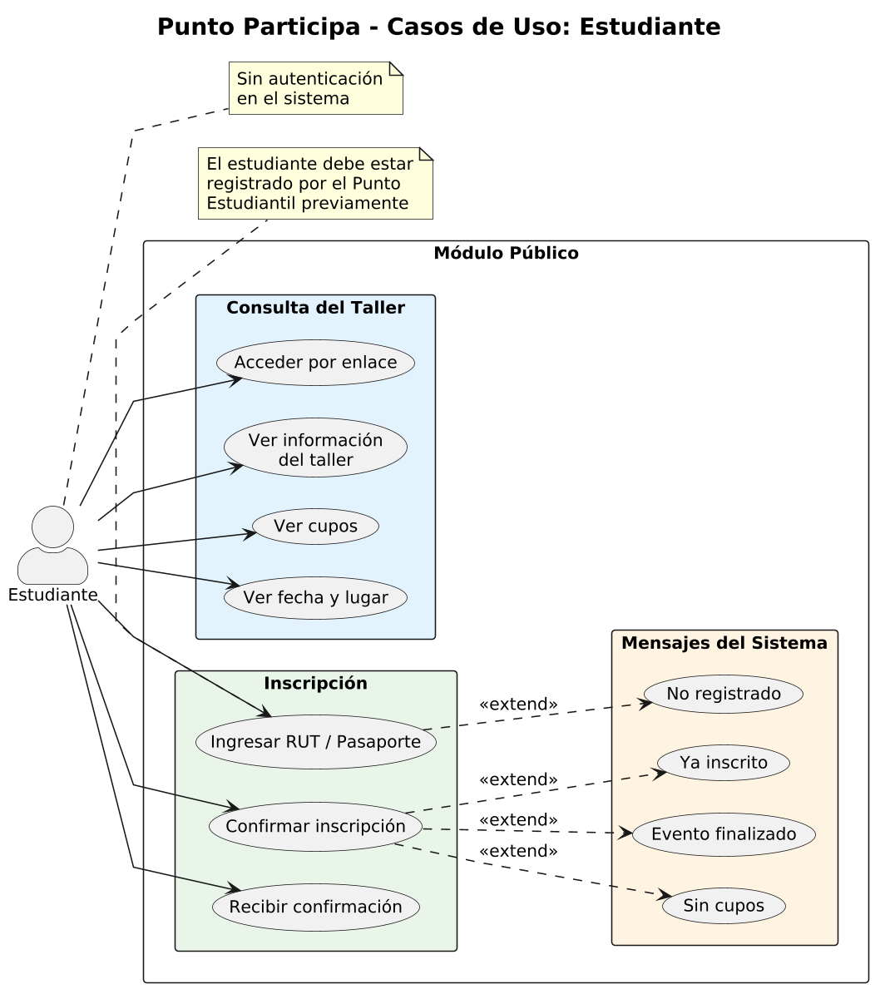 Punto Participa - Casos de Uso: Estudiante
Sin autenticación
en el sistema
El estudiante debe estar
registrado por el Punto
Estudiantil previamente
Módulo Público
Consulta del Taller
Acceder por enlace
Ver información
del taller
Ver cupos
Ver fecha y lugar
Estudiante
Inscripción
Ingresar RUT / Pasaporte
Confirmar inscripción
Recibir confirmación
«extend»
«extend»
«extend»
«extend»
Mensajes del Sistema
No registrado
Ya inscrito
Evento finalizado
Sin cupos